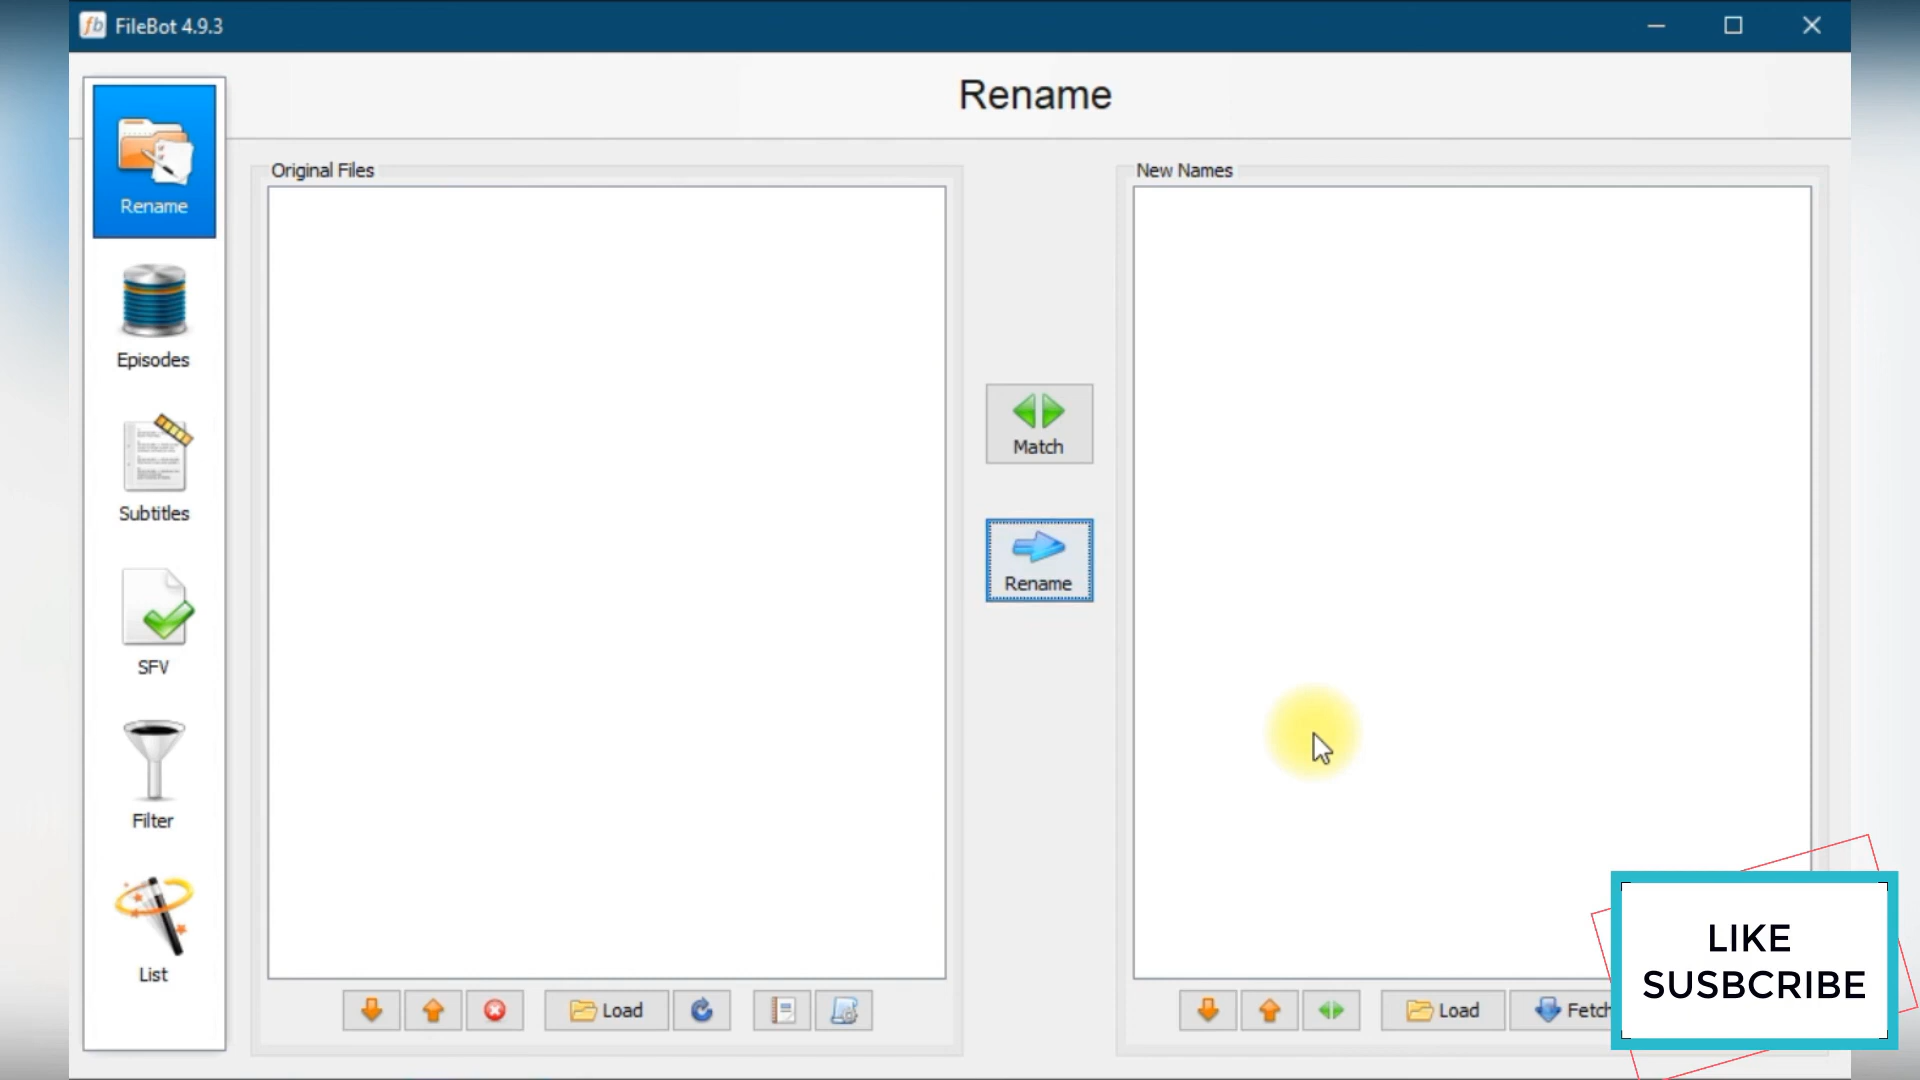 FileBot 4.9.3
Rename
Rename
Episodes
Subtitles
SFV
Filter
List
Original Files
Load
Match
Rename
New Names
Load
Fetch
LIKE
SUSBCRIBE